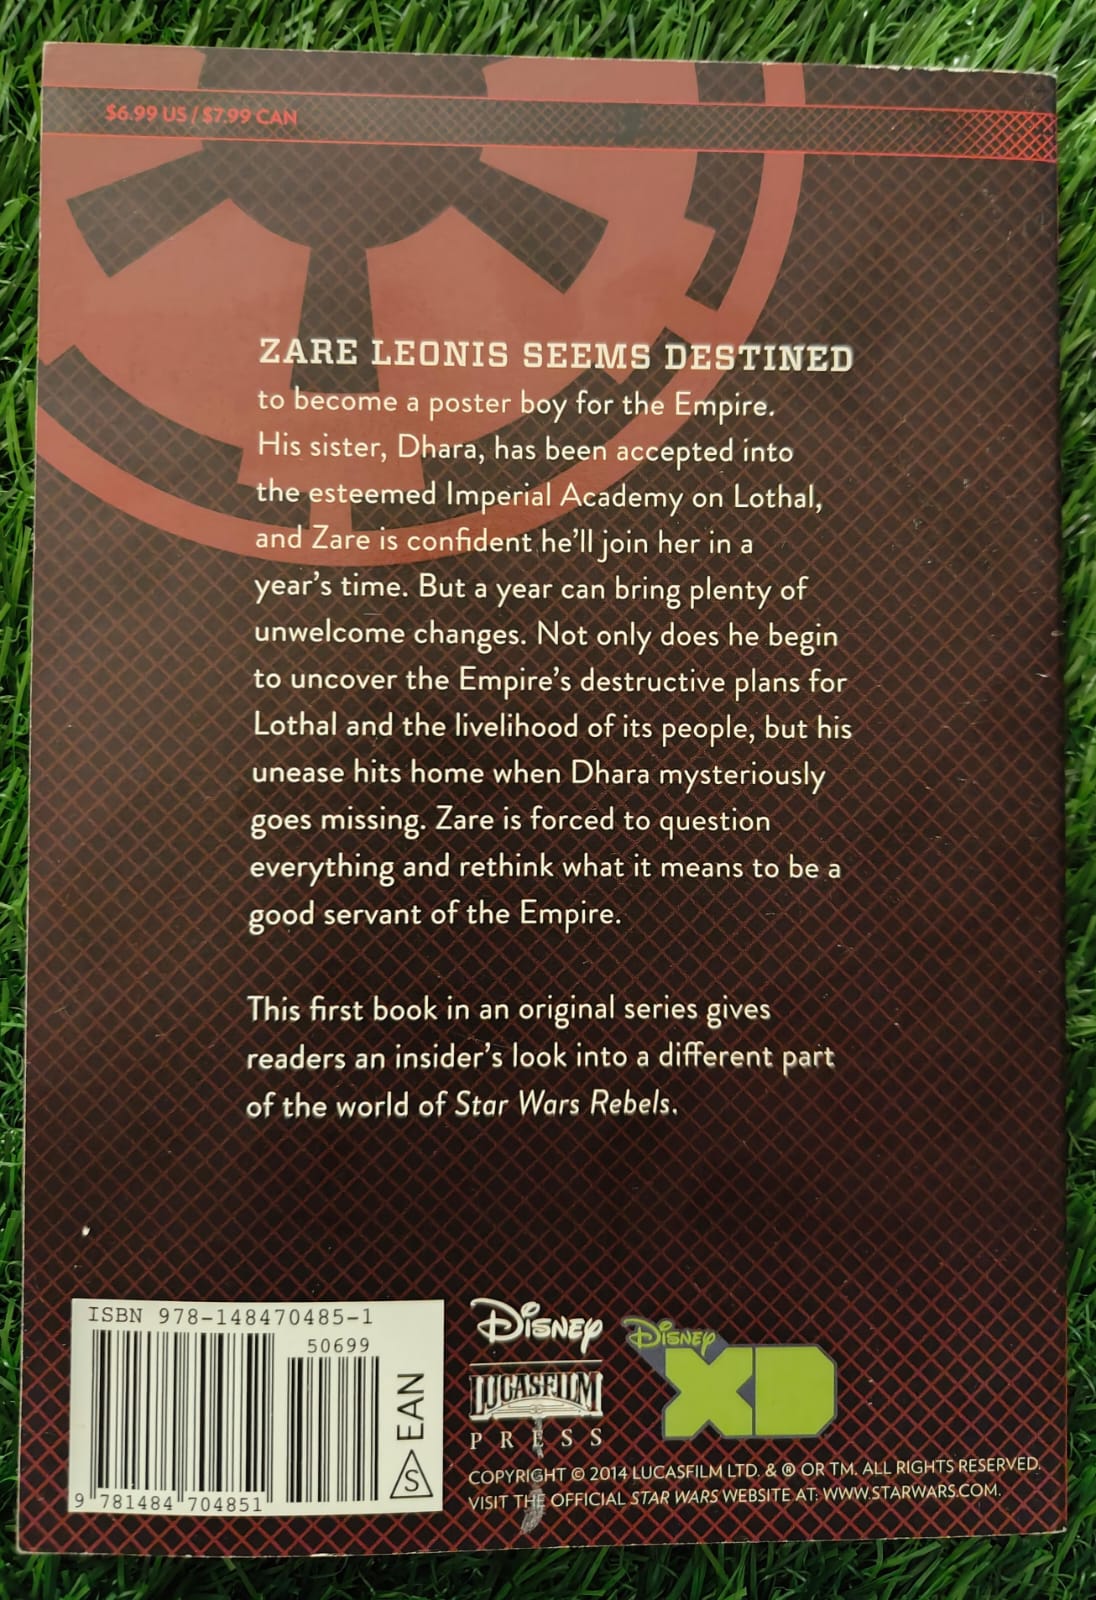 $6.99 US / $7.99 CAN
ZARE LEONIS SEEMS DESTINED
to become a poster boy for the Empire.
His sister, Dhara, has been accepted into
the esteemed Imperial Academy on Lothal,
and Zare is confident he'll join her in a
year's time. But a year can bring plenty of
unwelcome changes. Not only does he begin
to uncover the Empire's destructive plans for
Lothal and the livelihood of its people, but his
unease hits home when Dhara mysteriously
goes missing. Zare is forced to question
everything and rethink what it means to be a
good servant of the Empire.
This first book in an original series gives
readers an insider's look into a different part
of the world of Star Wars Rebels.
ISBN 978-148470485-1
50699
9 781484 704851
EAN
S
Disney
LUCASFILM
PRESS
Disney
XD
COPYRIGHT © 2014 LUCASFILM LTD. & ® OR TM. ALL RIGHTS RESERVED.
VISIT THE OFFICIAL STAR WARS WEBSITE AT: WWW.STARWARS.COM.